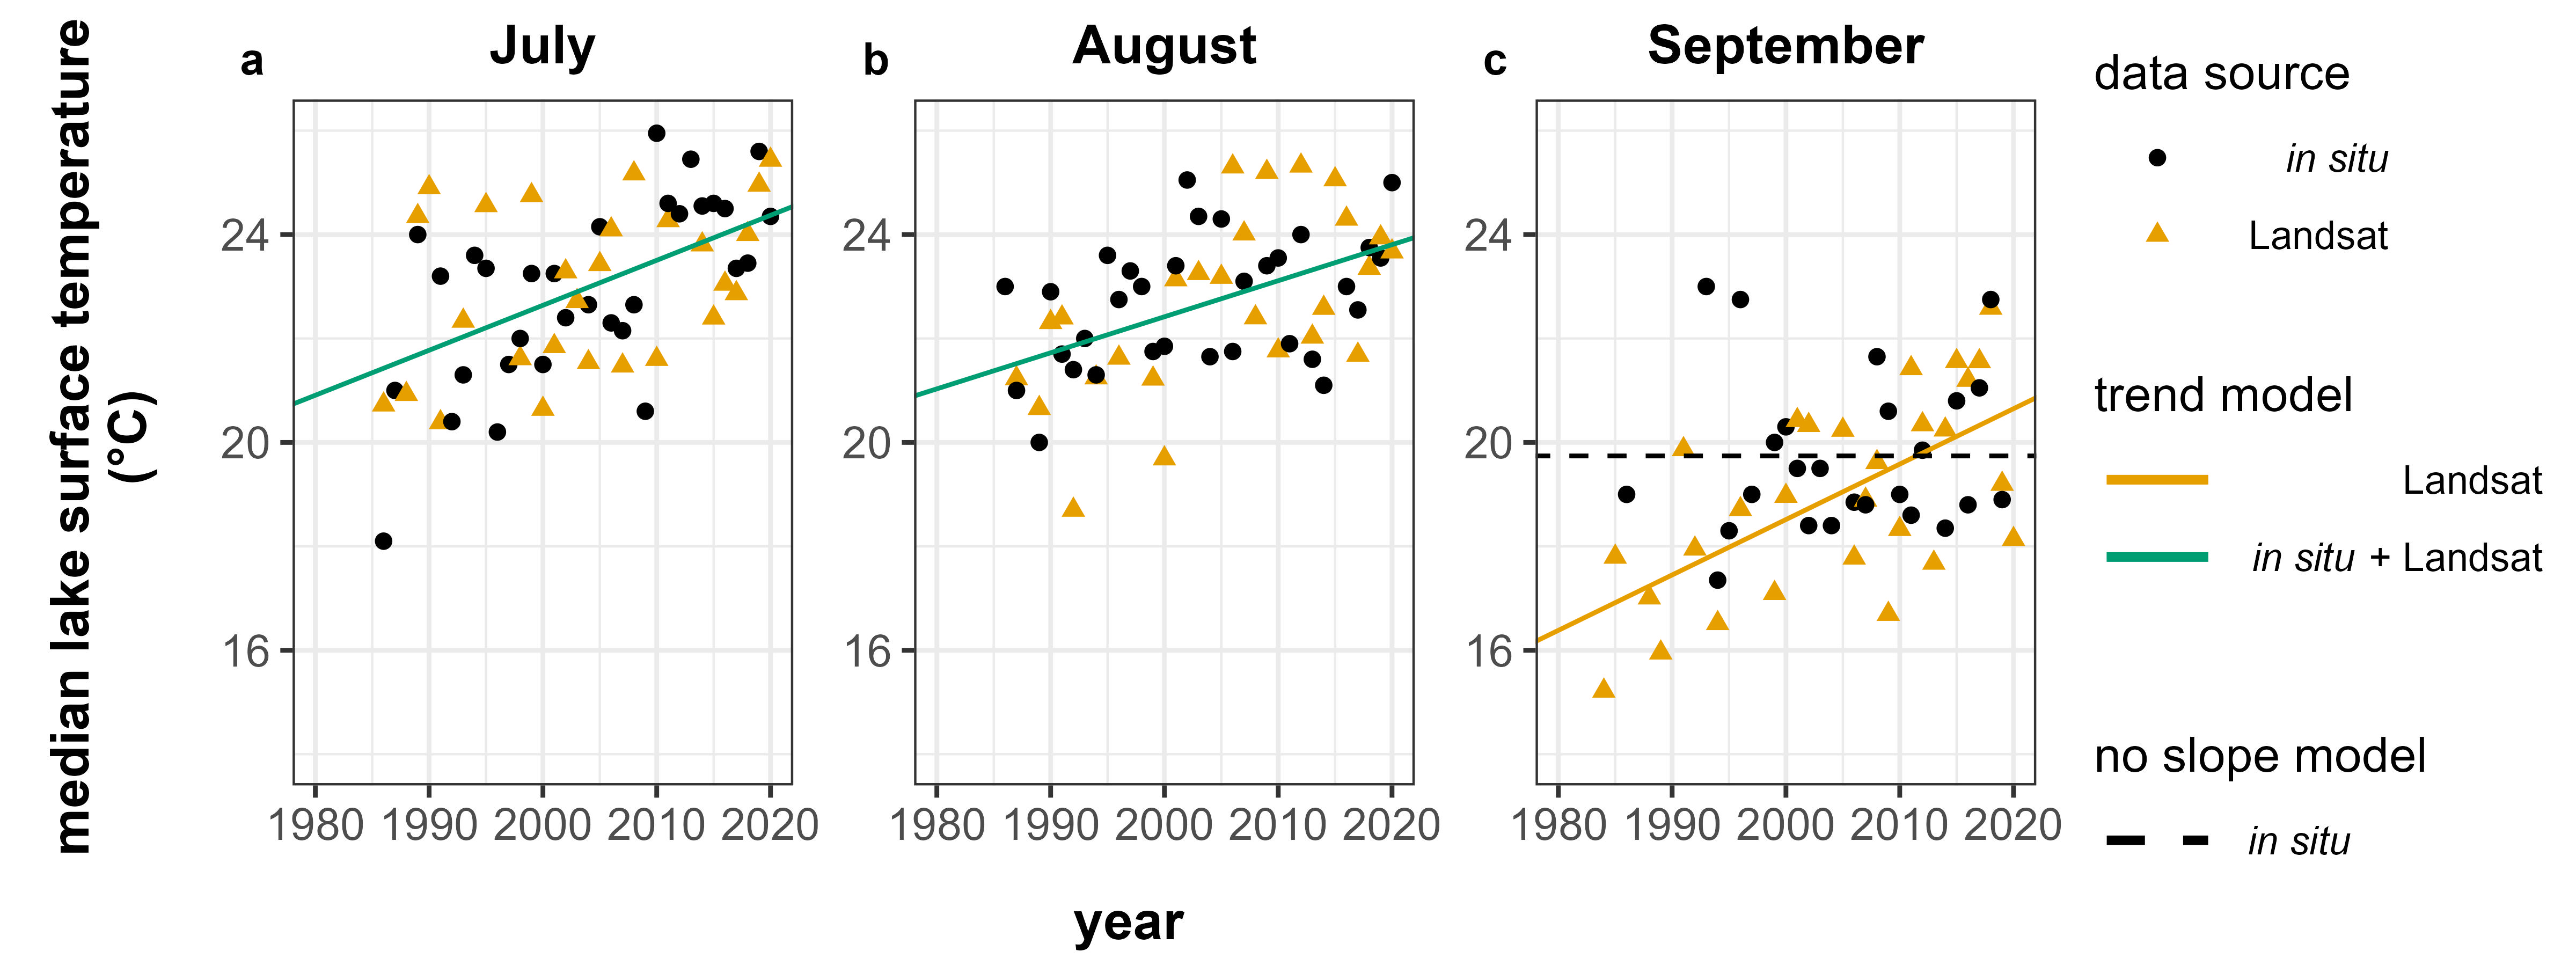 median lake surface temperature
(°C)
a July
24
20
16
1980 1990 2000 2010 2020
b August
24
20
16
1980 1990 2000 2010 2020
c September
24
20
16
1980 1990 2000 2010 2020
year
data source
in situ
Landsat
trend model
Landsat
in situ + Landsat
no slope model
in situ